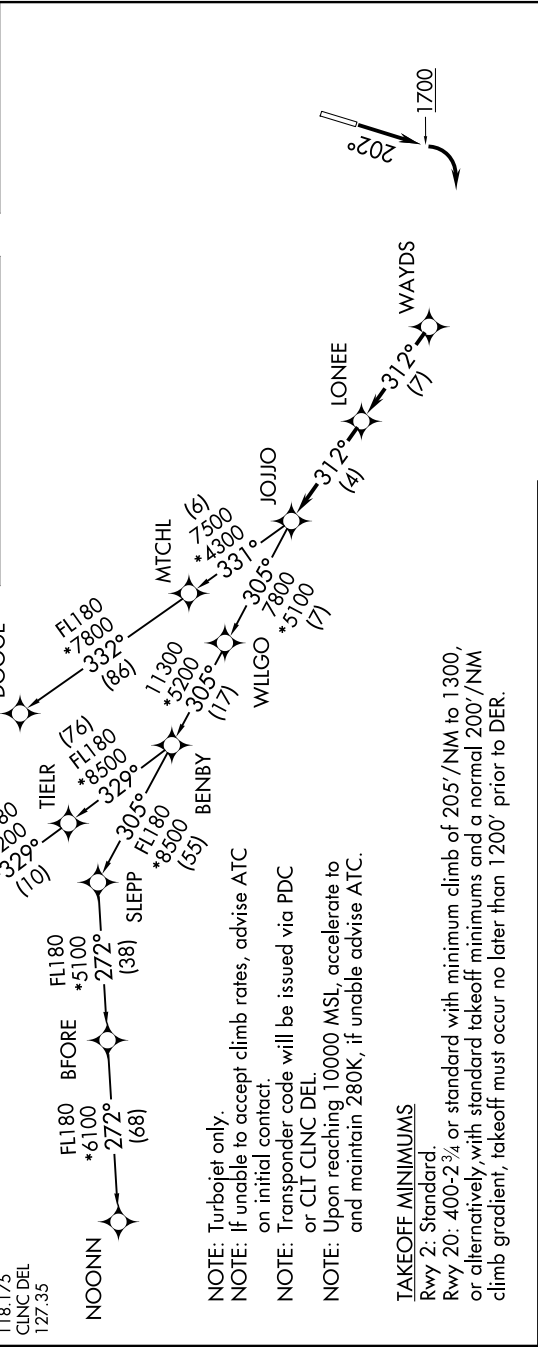 118.175
CLNC DEL
127.35
NOONN
FL180
*6100
272°
(68)
BFORE
FL180
*5100
272°
(38)
SLEPP
329°
(10)
TIELR
(76)
FL180
*8500
329°
305°
FL180
*8500
(55)
BENBY
11300
*5200
305°
(17)
WLLGO
FL180
*7800
332°
(86)
MTCHL
(6)
7500
*4300
331°
305°
7800
*5100
(7)
JOJJO
312°
(4)
LONEE
312°
(7)
WAYDS
202°
1700
NOTE: Turbojet only.
NOTE: If unable to accept climb rates, advise ATC
on initial contact.
NOTE: Transponder code will be issued via PDC
or CLT CLNC DEL.
NOTE: Upon reaching 10000 MSL, accelerate to
and maintain 280K, if unable advise ATC.
TAKEOFF MINIMUMS
Rwy 2: Standard.
Rwy 20: 400-2¾ or standard with minimum climb of 205'/NM to 1300,
or alternatively,with standard takeoff minimums and a normal 200'/NM
climb gradient, takeoff must occur no later than 1200' prior to DER.